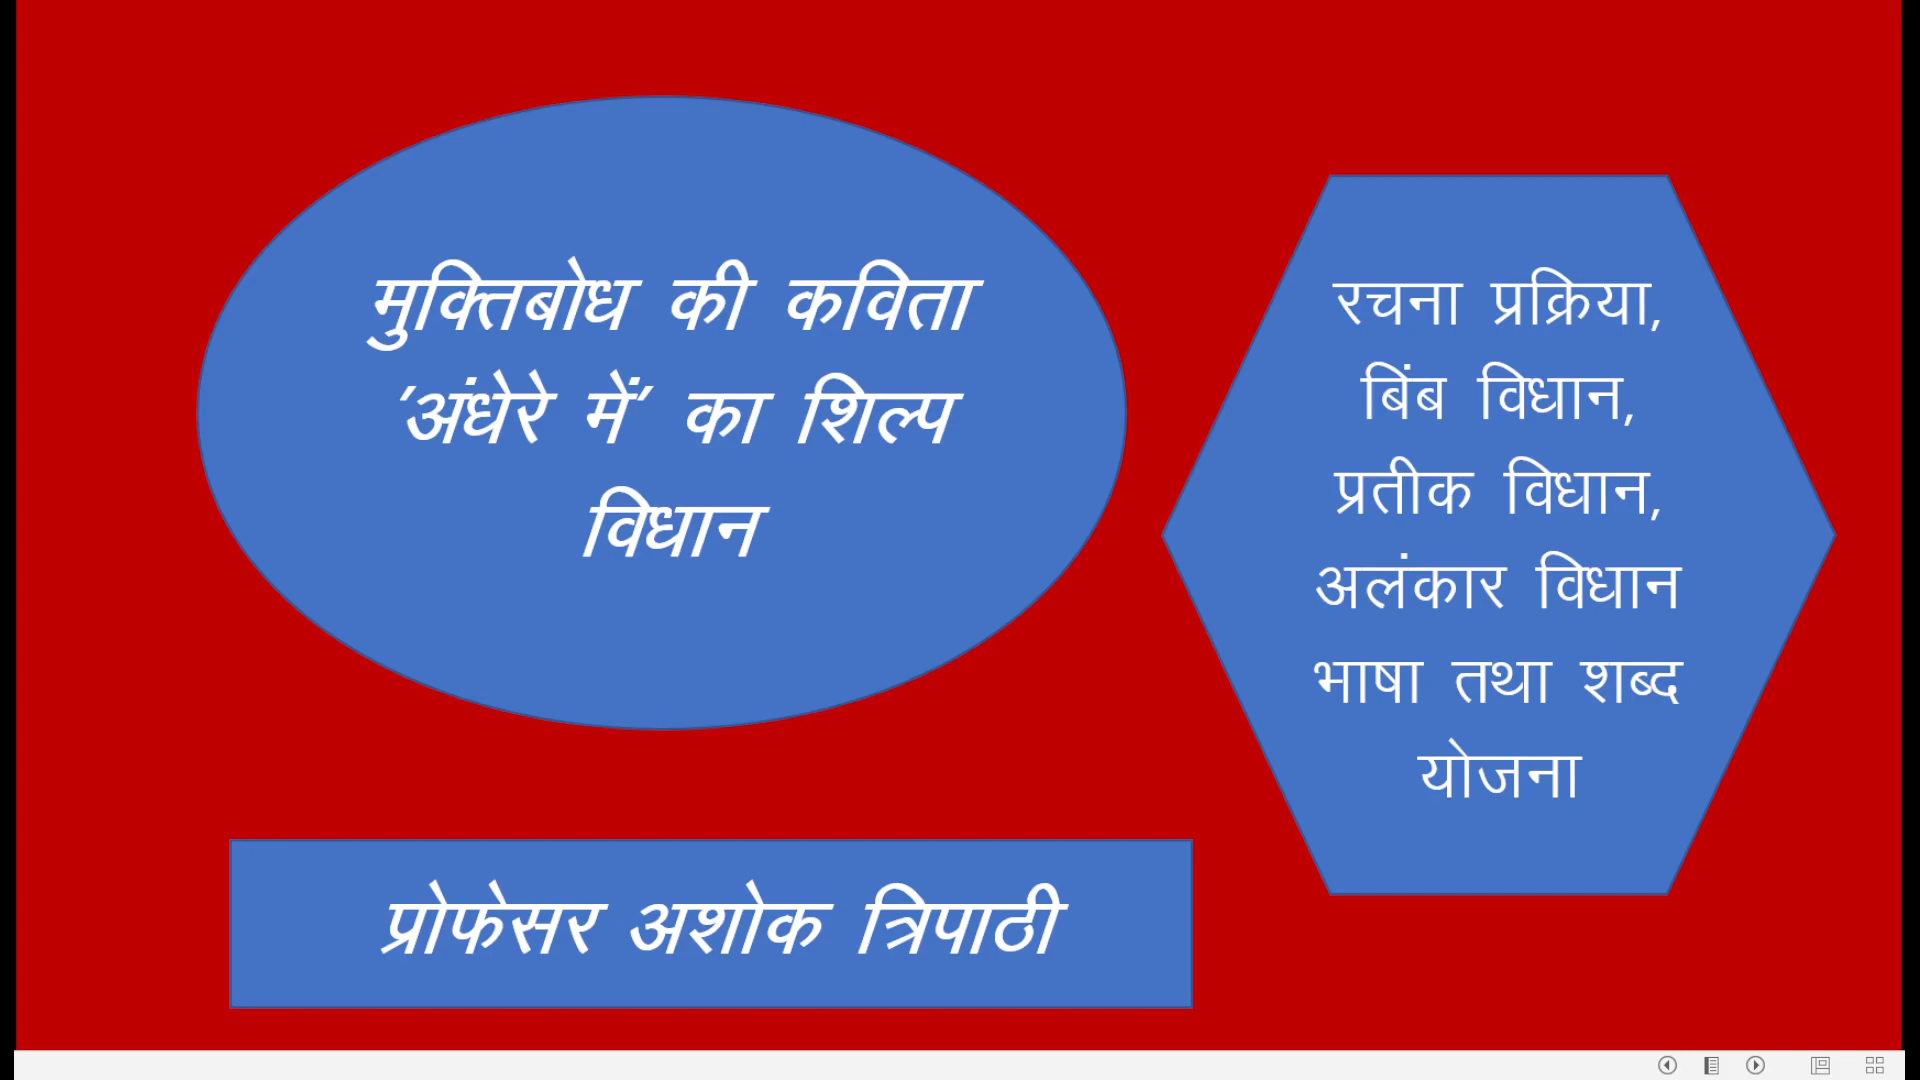 मुक्तिबोध की कविता
'अंधेरे में' का शिल्प
विधान
रचना प्रक्रिया,
बिंब विधान,
प्रतीक विधान,
अलंकार विधान
भाषा तथा शब्द
योजना
प्रोफेसर अशोक त्रिपाठी